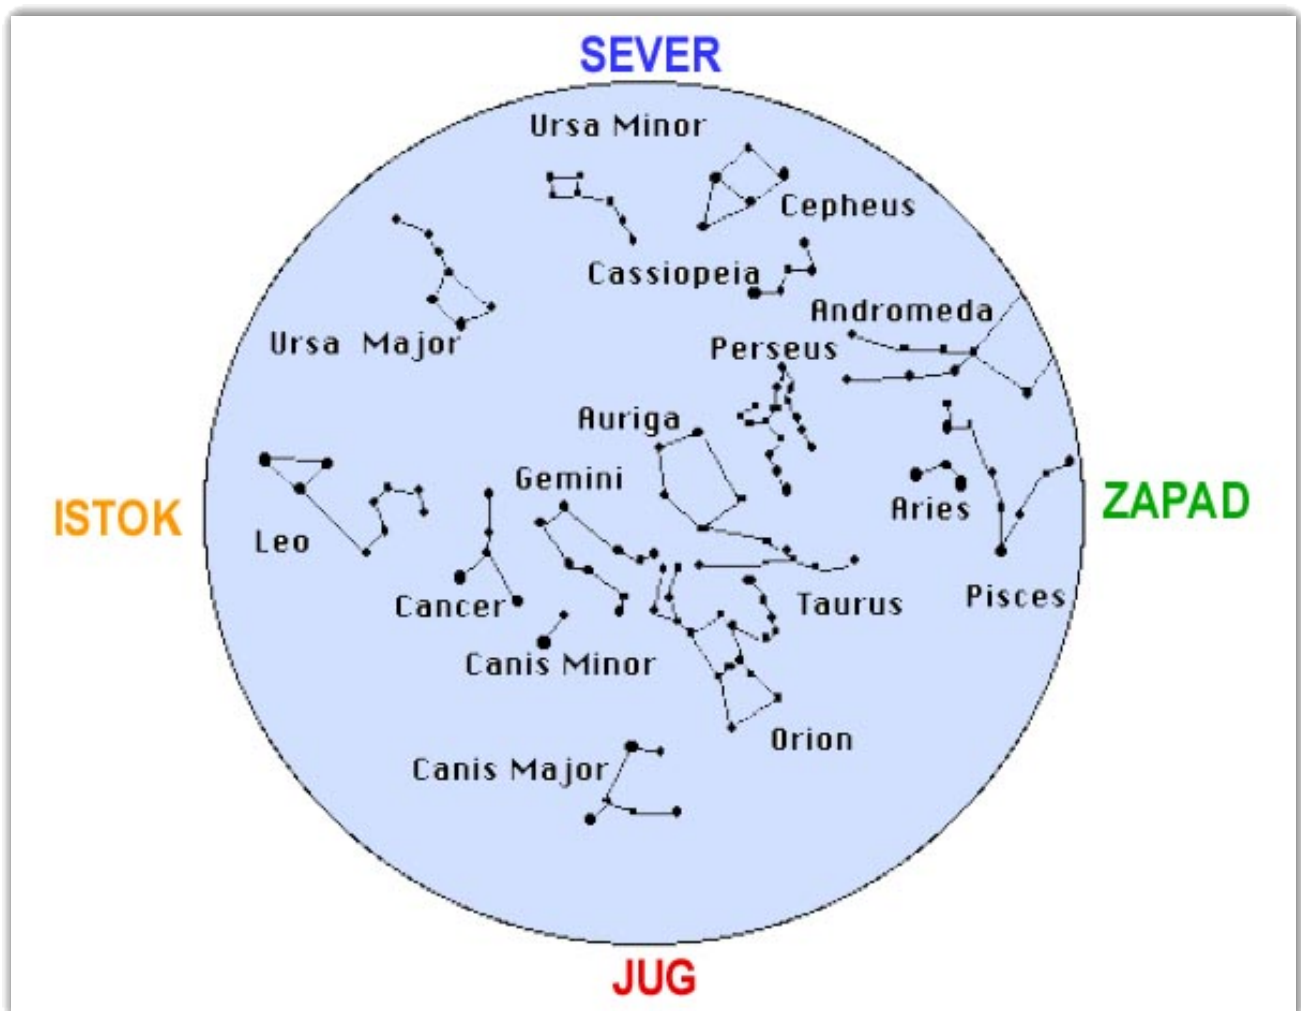 SEVER
Ursa Minor
Cepheus
Cassiopeia
Andromeda
Ursa Major
Perseus
Auriga
Gemini
ISTOK
ZAPAD
Aries
Leo
Cancer
Taurus
Pisces
Canis Minor
Orion
Canis Major
JUG